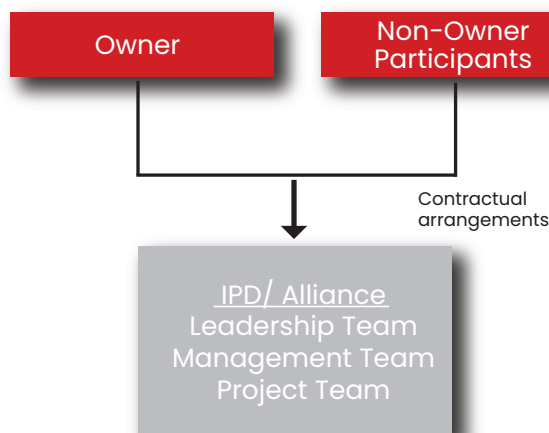 Owner
Non-Owner
Participants
Contractual
arrangements
IPD/ Alliance
Leadership Team
Management Team
Project Team